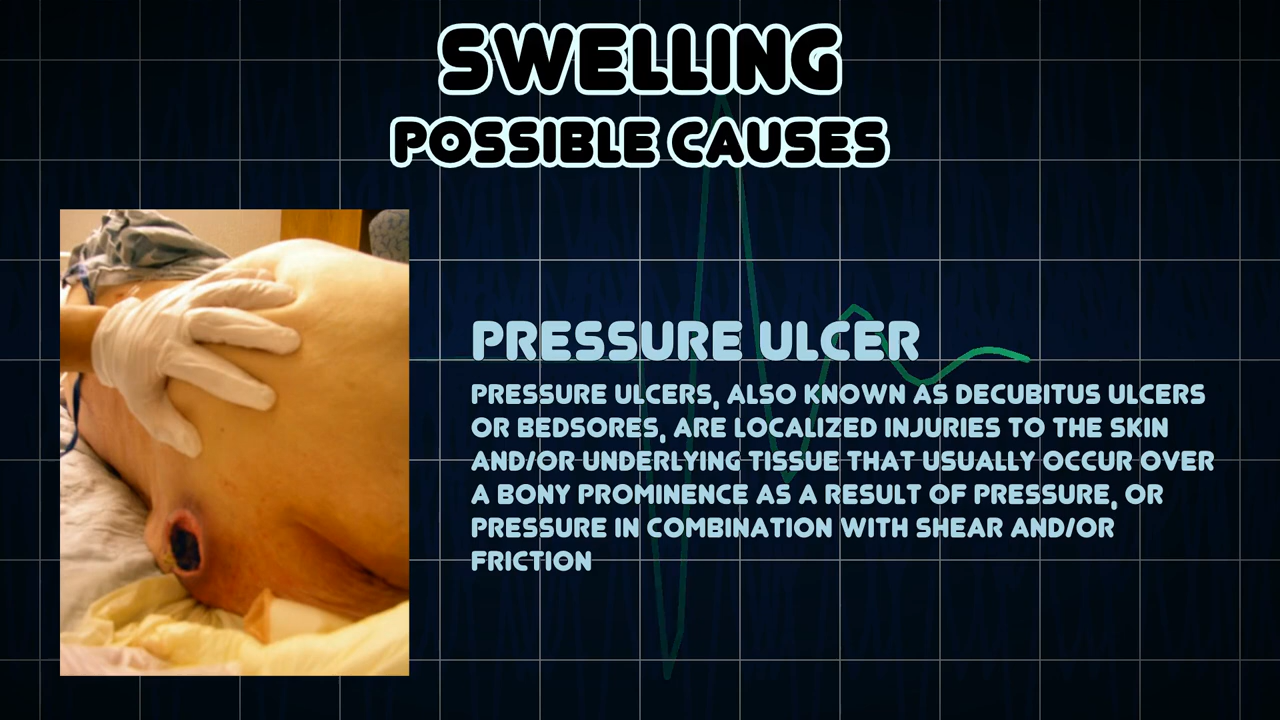 SWELLING
POSSIBLE CAUSES
PRESSURE ULCER
PRESSURE ULCERS, ALSO KNOWN AS DECUBITUS ULCERS
OR BEDSORES, ARE LOCALIZED INJURIES TO THE SKIN
AND/OR UNDERLYING TISSUE THAT USUALLY OCCUR OVER
A BONY PROMINENCE AS A RESULT OF PRESSURE, OR
PRESSURE IN COMBINATION WITH SHEAR AND/OR
FRICTION